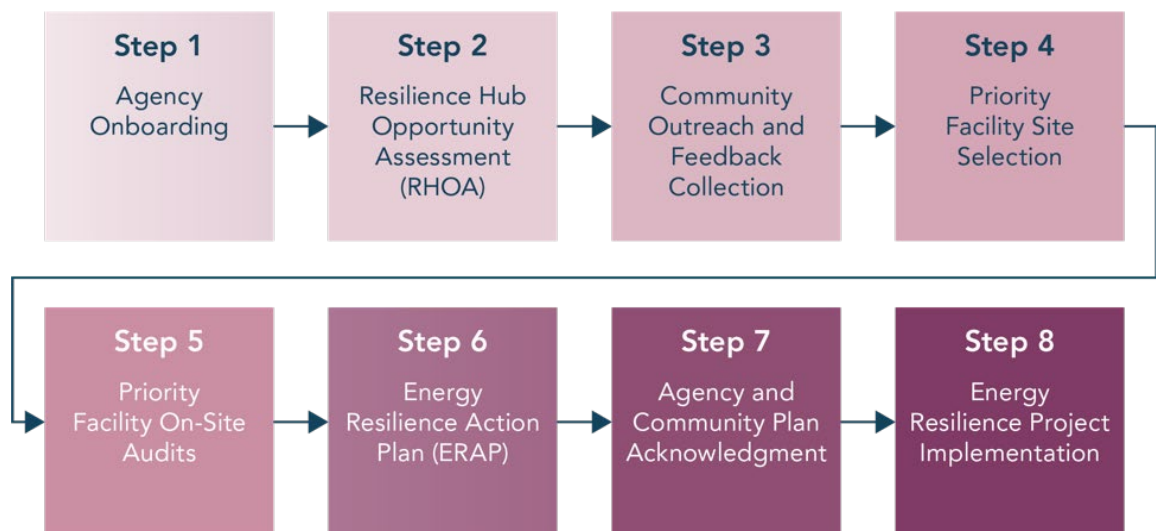 Step 1
Agency
Onboarding
Step 2
Resilience Hub
Opportunity
Assessment
(RHOA)
Step 3
Community
Outreach and
Feedback
Collection
Step 4
Priority
Facility Site
Selection
Step 5
Priority
Facility On-Site
Audits
Step 6
Energy
Resilience Action
Plan (ERAP)
Step 7
Agency and
Community Plan
Acknowledgment
Step 8
Energy
Resilience Project
Implementation